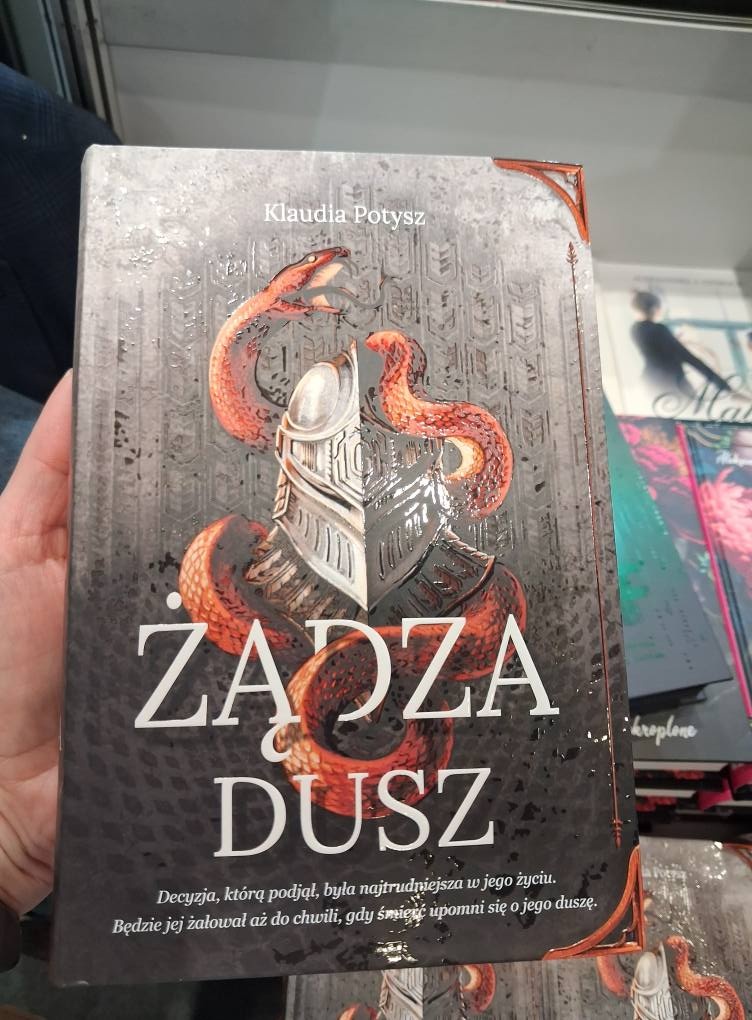 Klaudia Potysz
ŻĄDZA
DUSZ
Decyzja, którą podjął, była najtrudniejsza w jego życiu.
Będzie jej żałował aż do chwili, gdy śmierć upomni się o jego duszę.